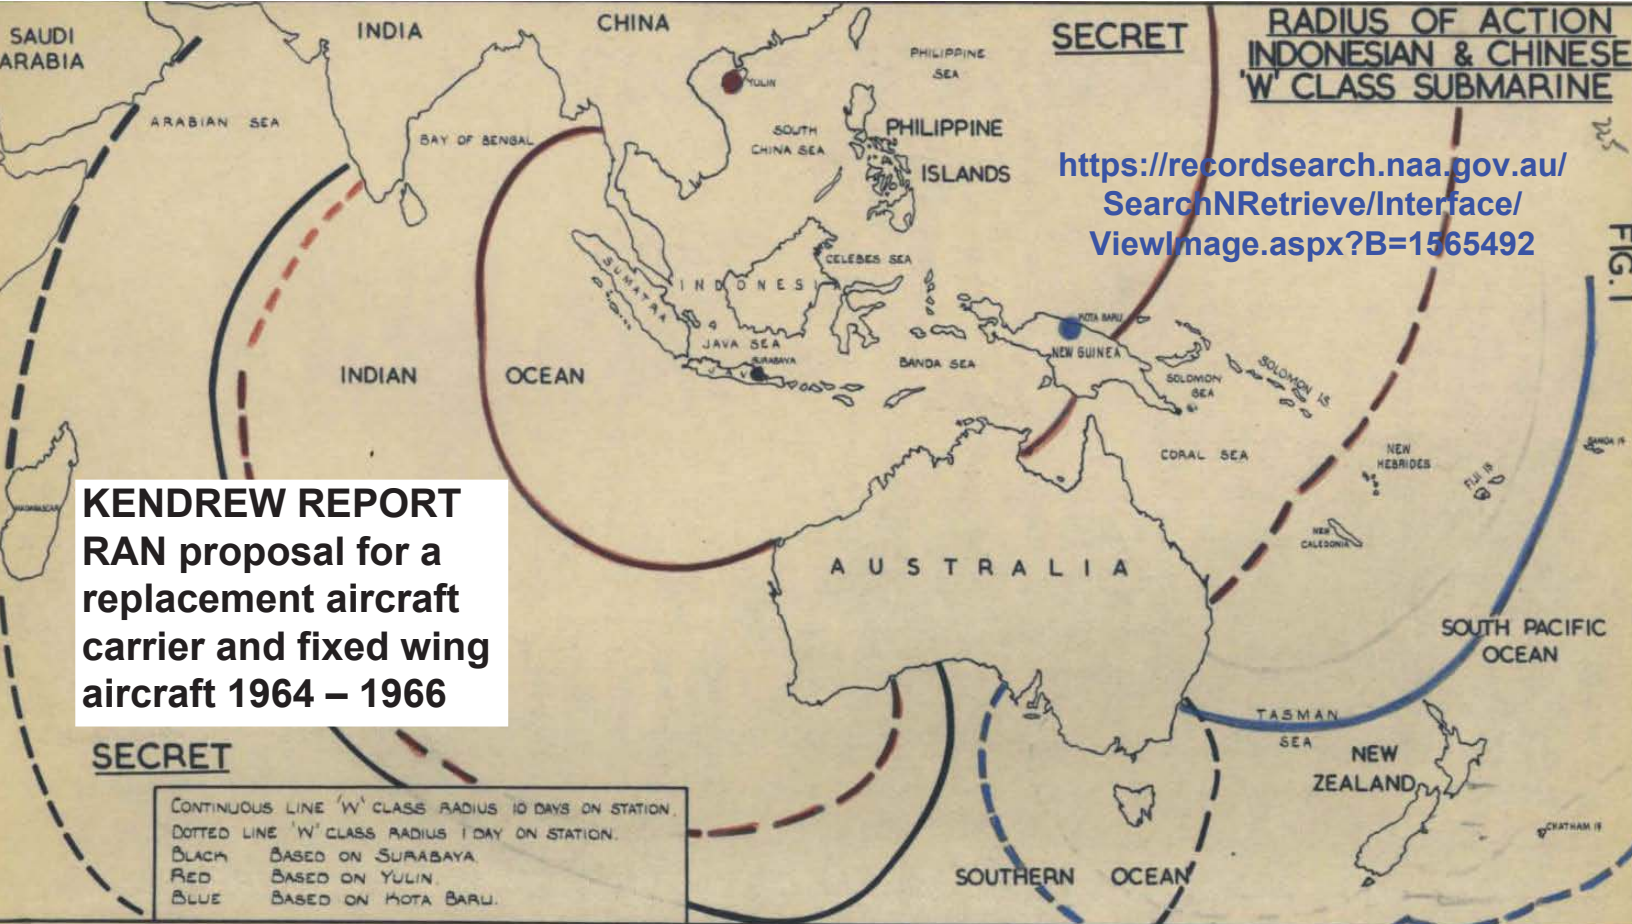 SAUDI
ARABIA
INDIA
CHINA
SECRET
RADIUS OF ACTION
INDONESIAN & CHINESE
'W' CLASS SUBMARINE
PHILIPPINE
SEA
YULIN
ARABIAN SEA
BAY OF BENGAL
SOUTH
CHINA SEA
PHILIPPINE
ISLANDS
https://recordsearch.naa.gov.au/
SearchNRetrieve/Interface/
ViewImage.aspx?B=1565492
FIG. 1
CELEBES SEA
SUMATRA
INDONESI
KOTA BARU
JAVA SEA
SURABAYA
JAVA
BANDA SEA
NEW GUINEA
SOLOMON
SEA
SOLOMON IS
INDIAN OCEAN
CORAL SEA
NEW
HEBRIDES
FIJI IS
SAMOA IS
MADAGASCAR
NEW
CALEDONIA
KENDREW REPORT
RAN proposal for a
replacement aircraft
carrier and fixed wing
aircraft 1964 – 1966
AUSTRALIA
SOUTH PACIFIC
OCEAN
TASMAN
SEA
NEW
ZEALAND
SECRET
CONTINUOUS LINE 'W' CLASS RADIUS 10 DAYS ON STATION.
DOTTED LINE 'W' CLASS RADIUS 1 DAY ON STATION.
BLACK BASED ON SURABAYA.
RED BASED ON YULIN.
BLUE BASED ON KOTA BARU.
CHATHAM IS
SOUTHERN OCEAN